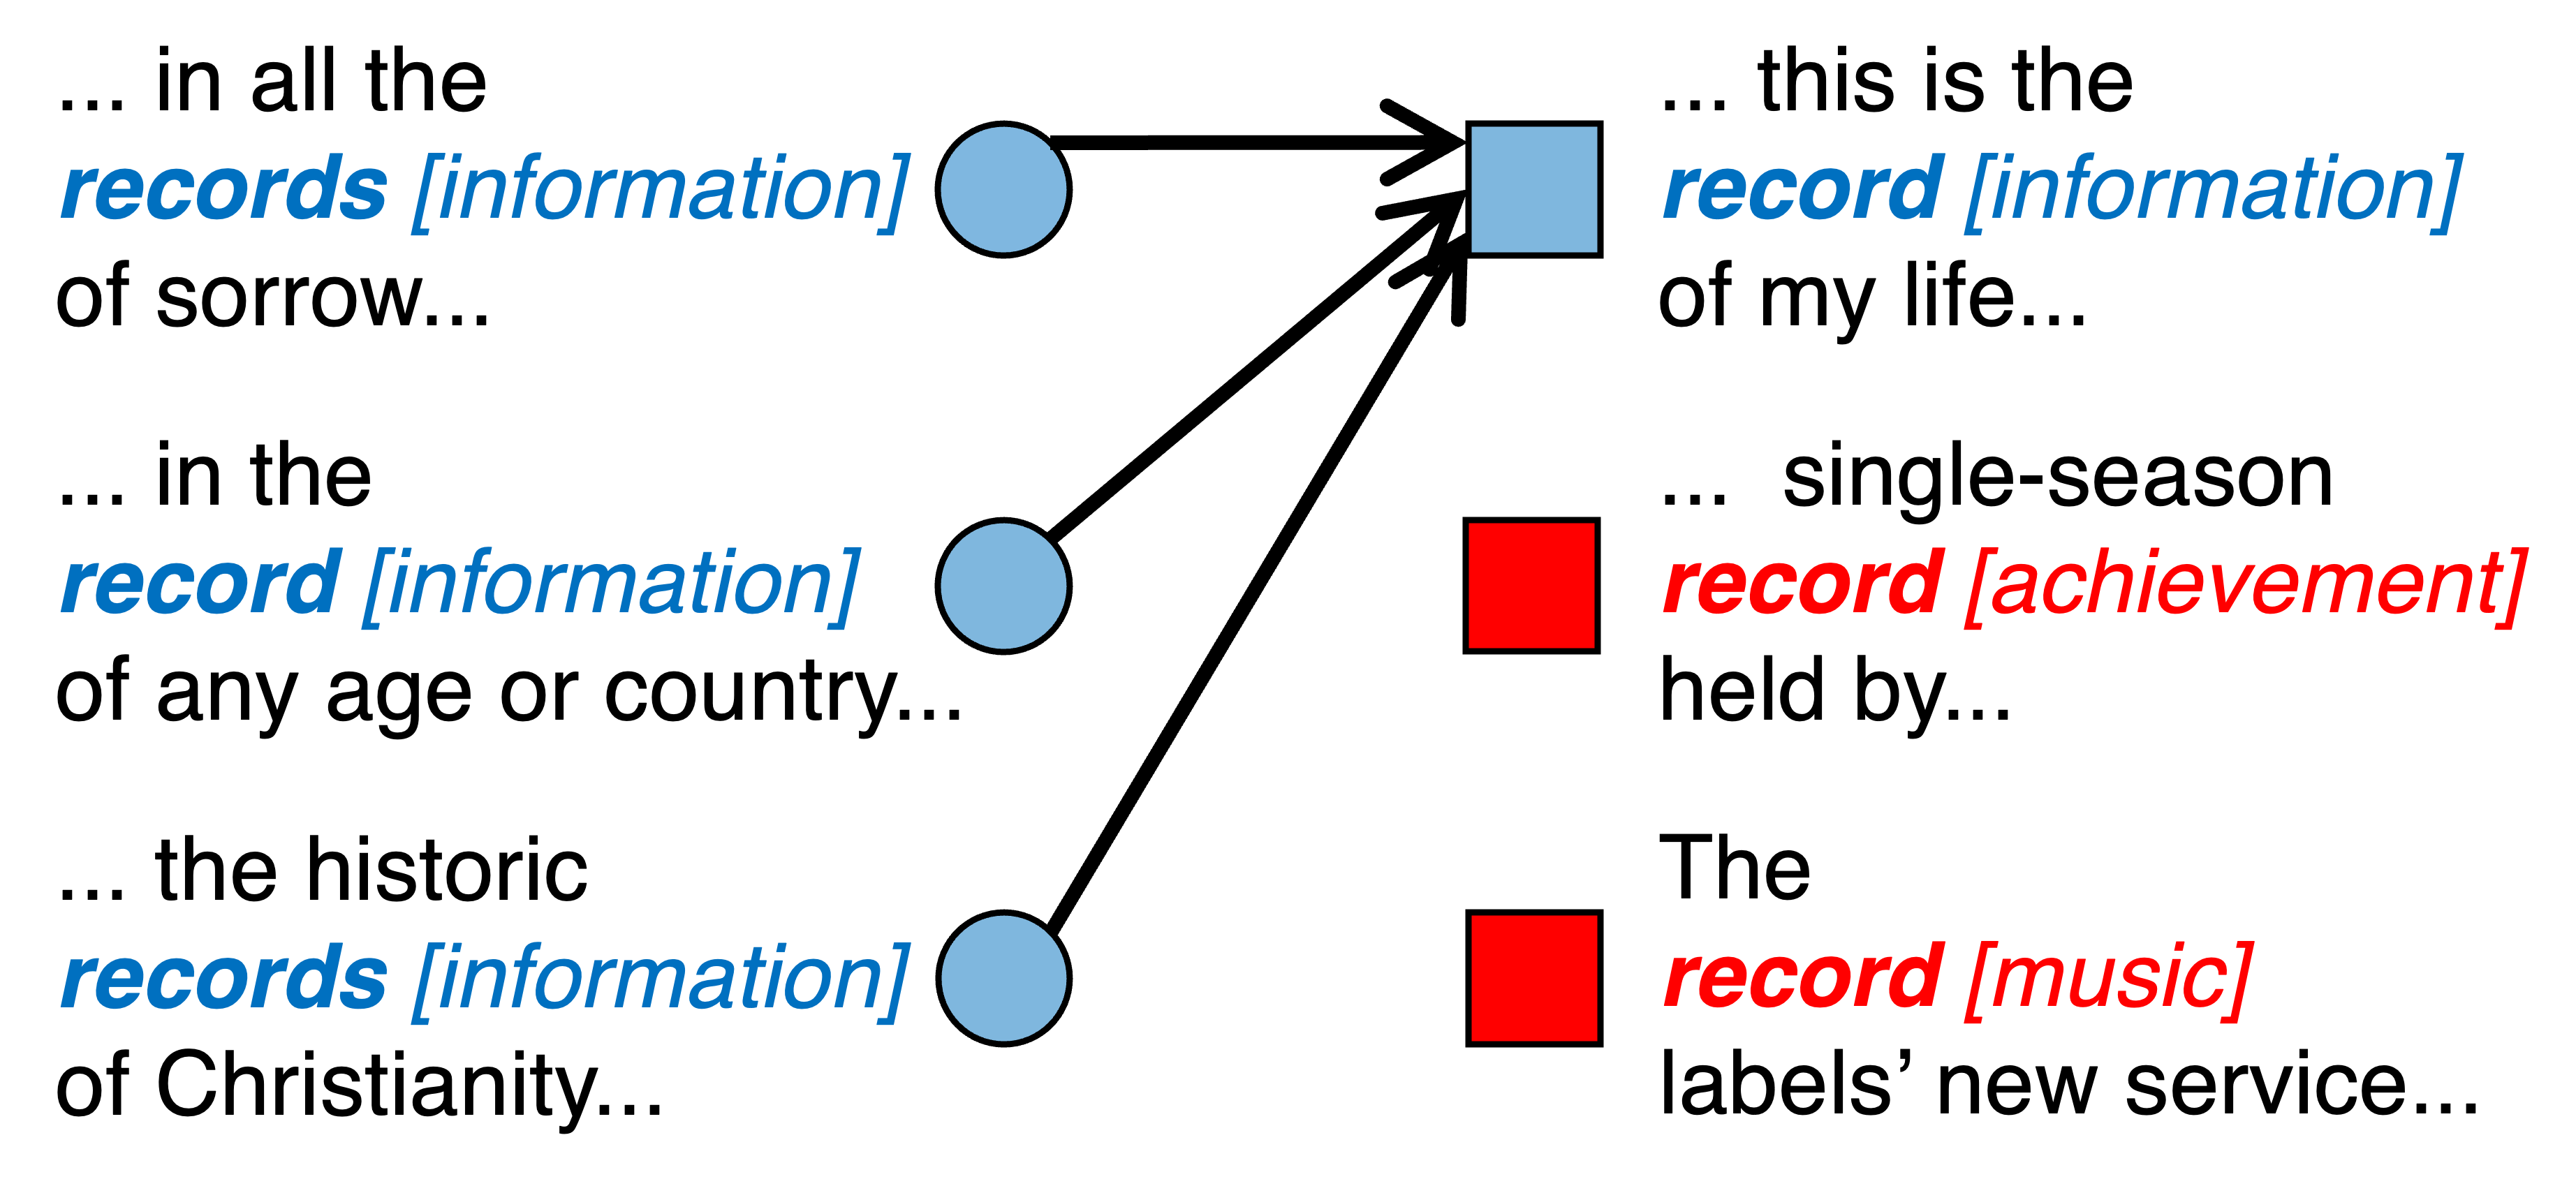 ... in all the
records [information]
of sorrow...
... in the
record [information]
of any age or country...
... the historic
records [information]
of Christianity...
... this is the
record [information]
of my life...
... single-season
record [achievement]
held by...
The
record [music]
labels’ new service...